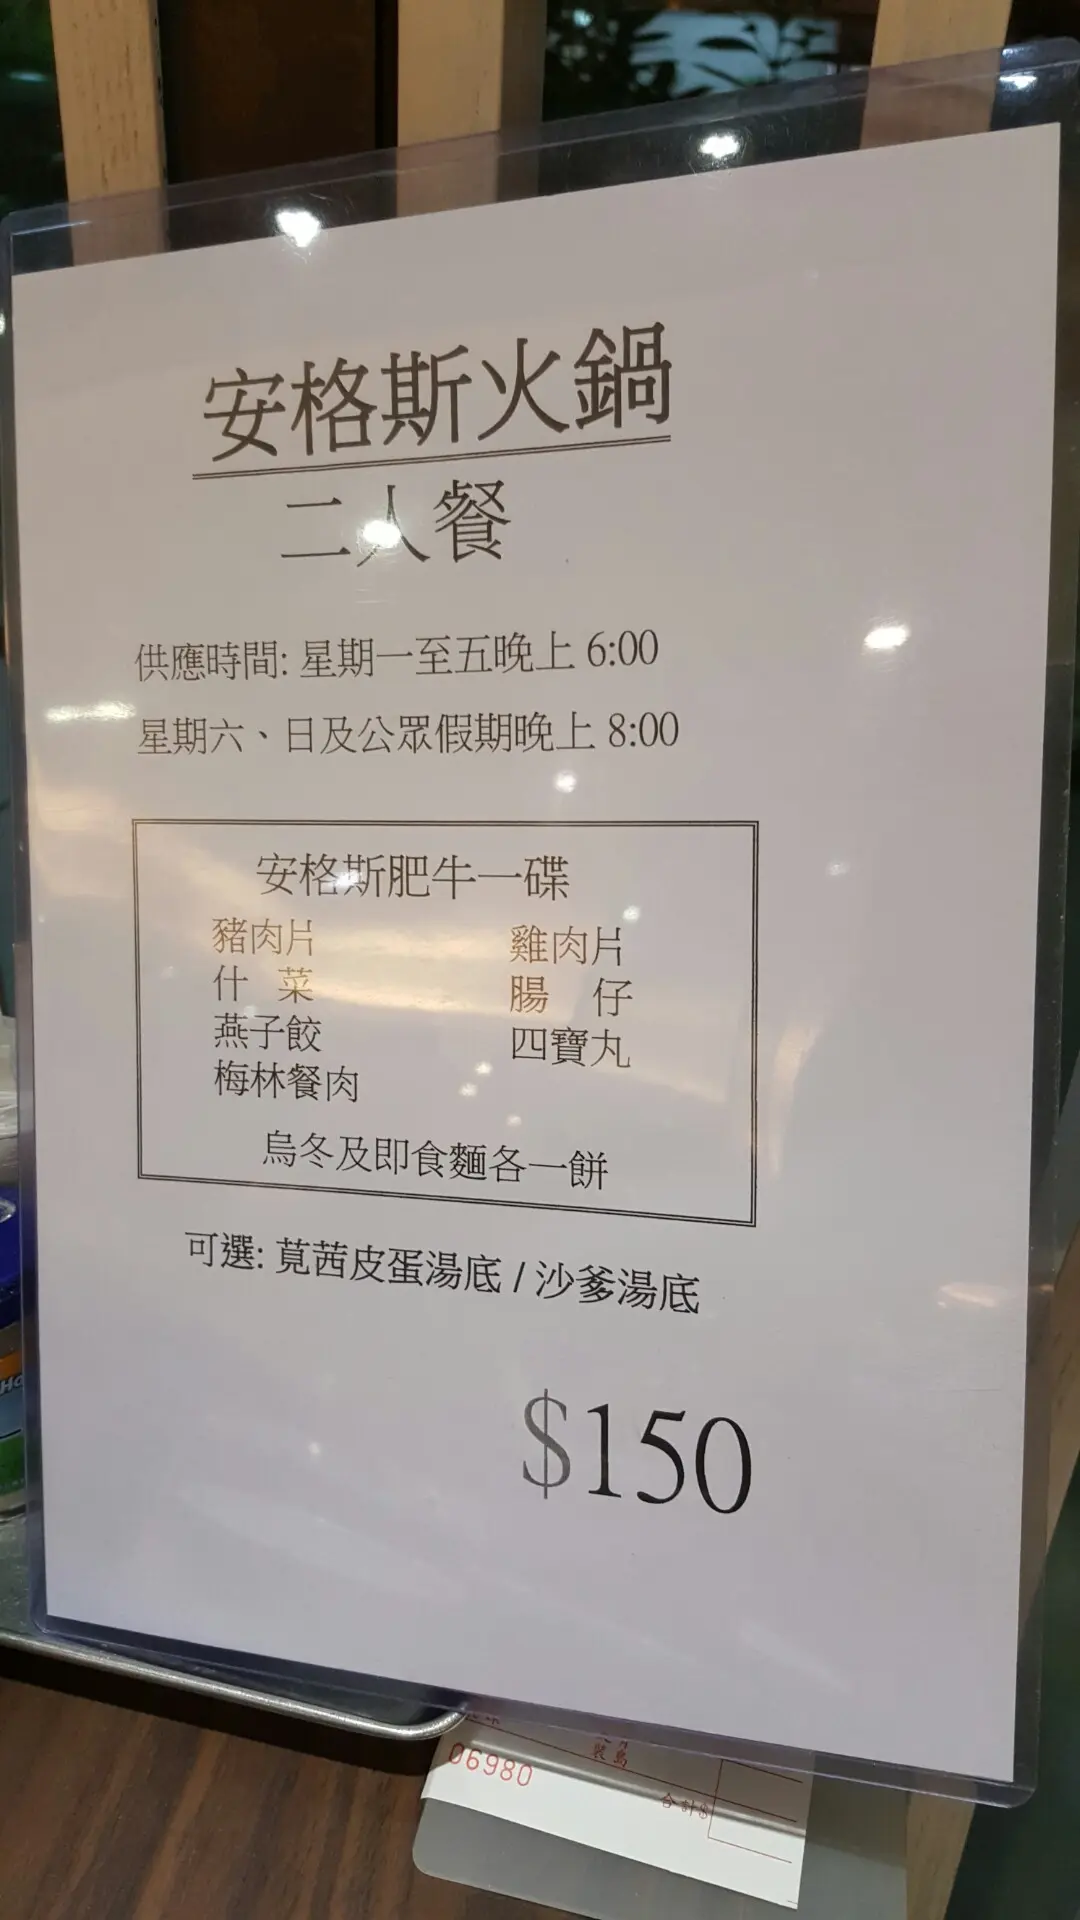 安格斯火鍋
二人餐
供應時間: 星期一至五晚上 6:00
星期六、日及公眾假期晚上 8:00
安格斯肥牛一碟
豬肉片 雞肉片
什 菜 腸 仔
燕子餃 四寶丸
梅林餐肉
烏冬及即食麵各一餅
可選: 莧茜皮蛋湯底 / 沙爹湯底
$150
06980
合計$